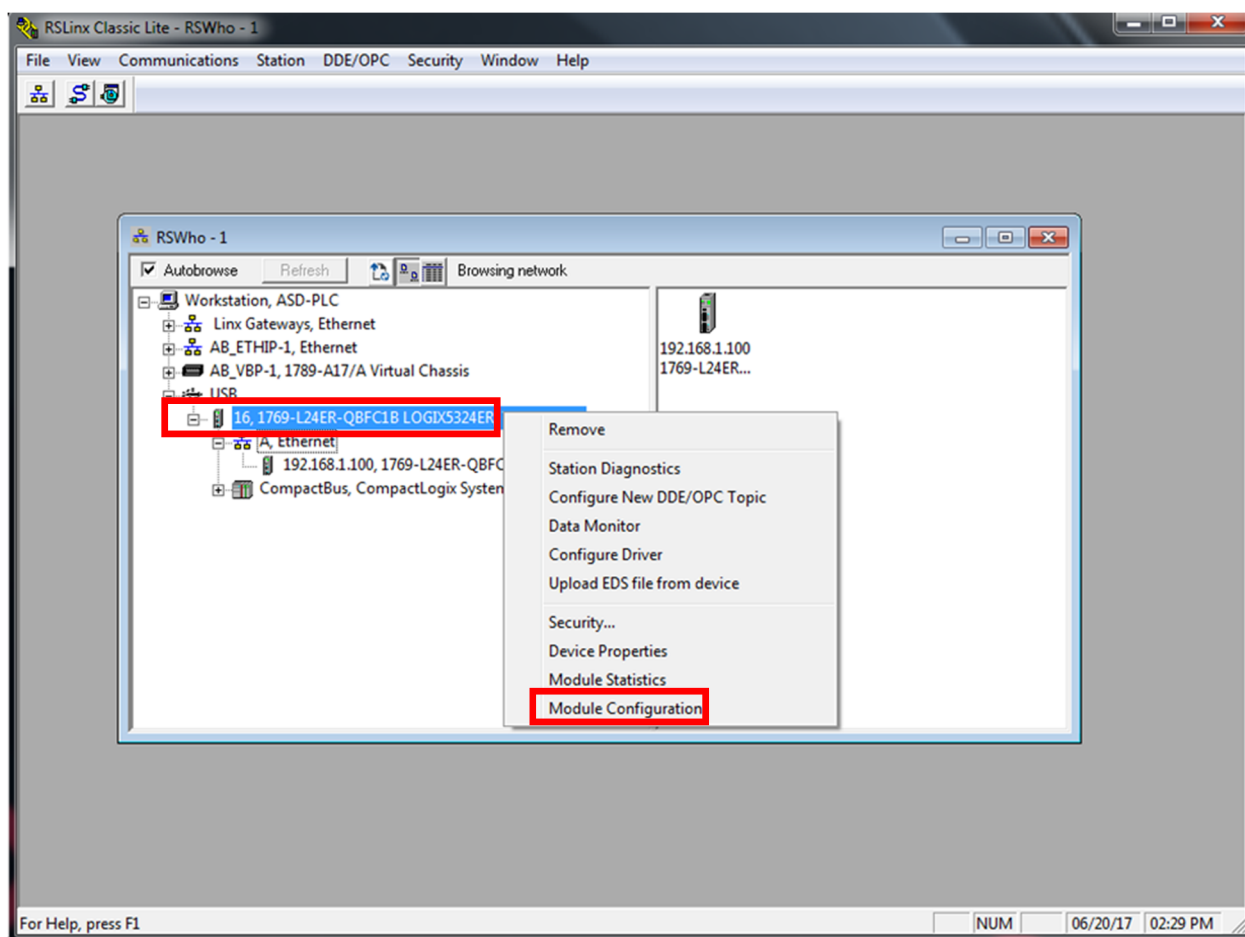 RSLinx Classic Lite - RSWho - 1
File View Communications Station DDE/OPC Security Window Help
RSWho - 1
Autobrowse Refresh Browsing network
Workstation, ASD-PLC
Linx Gateways, Ethernet
AB_ETHIP-1, Ethernet
AB_VBP-1, 1789-A17/A Virtual Chassis
USB
16, 1769-L24ER-QBFC1B LOGIX5324ER
A, Ethernet
192.168.1.100, 1769-L24ER-QBFC
CompactBus, CompactLogix System
192.168.1.100
1769-L24ER...
Remove
Station Diagnostics
Configure New DDE/OPC Topic
Data Monitor
Configure Driver
Upload EDS file from device
Security...
Device Properties
Module Statistics
Module Configuration
For Help, press F1 NUM 06/20/17 02:29 PM